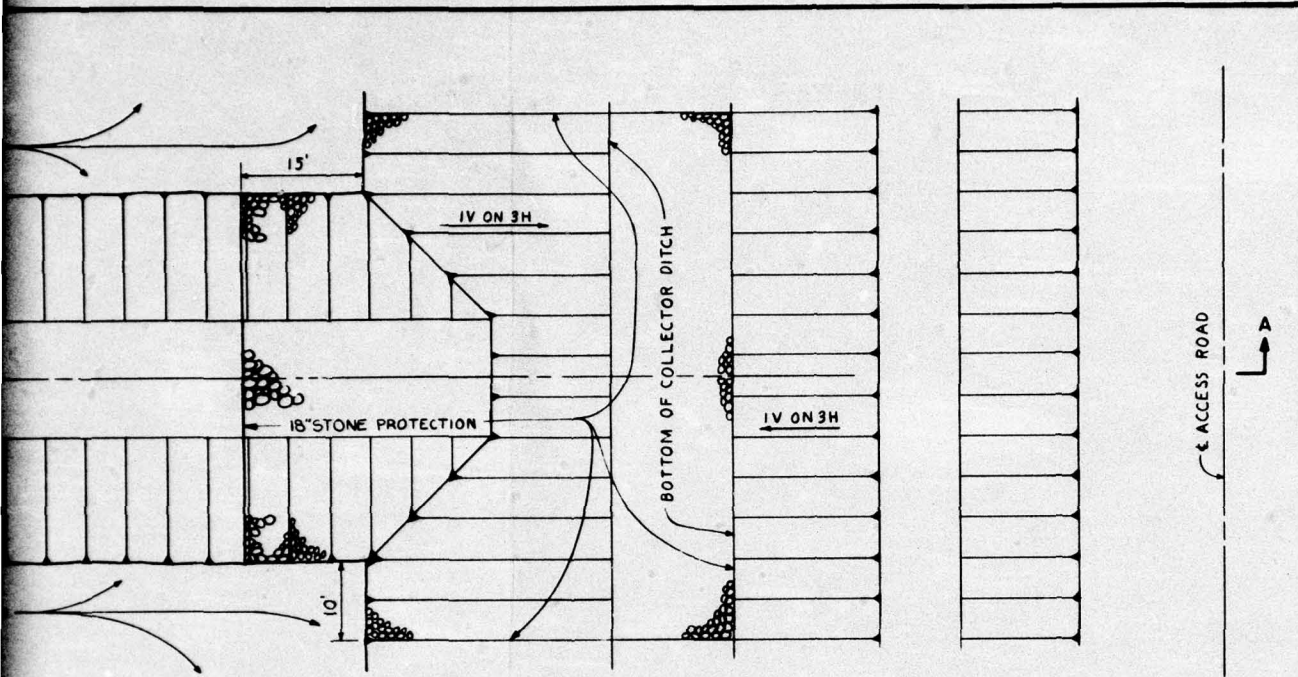 15'
1V ON 3H
BOTTOM OF COLLECTOR DITCH
℄ ACCESS ROAD
A
18" STONE PROTECTION
1V ON 3H
10'